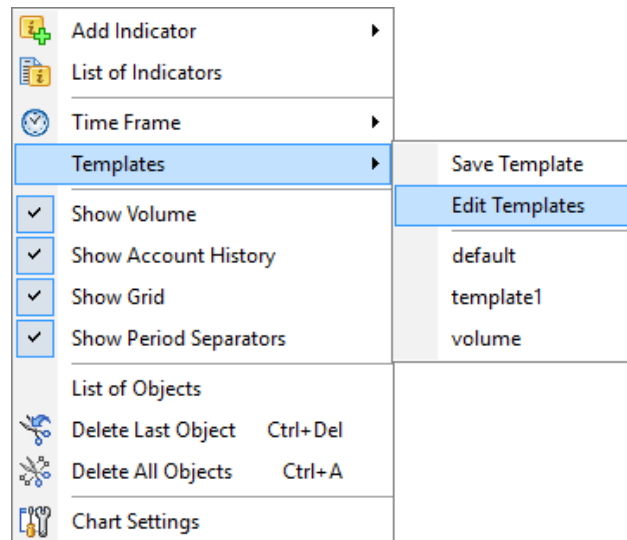 Add Indicator
List of Indicators
Time Frame
Templates
Save Template
Edit Templates
default
template1
volume
Show Volume
Show Account History
Show Grid
Show Period Separators
List of Objects
Delete Last Object Ctrl+Del
Delete All Objects Ctrl+A
Chart Settings